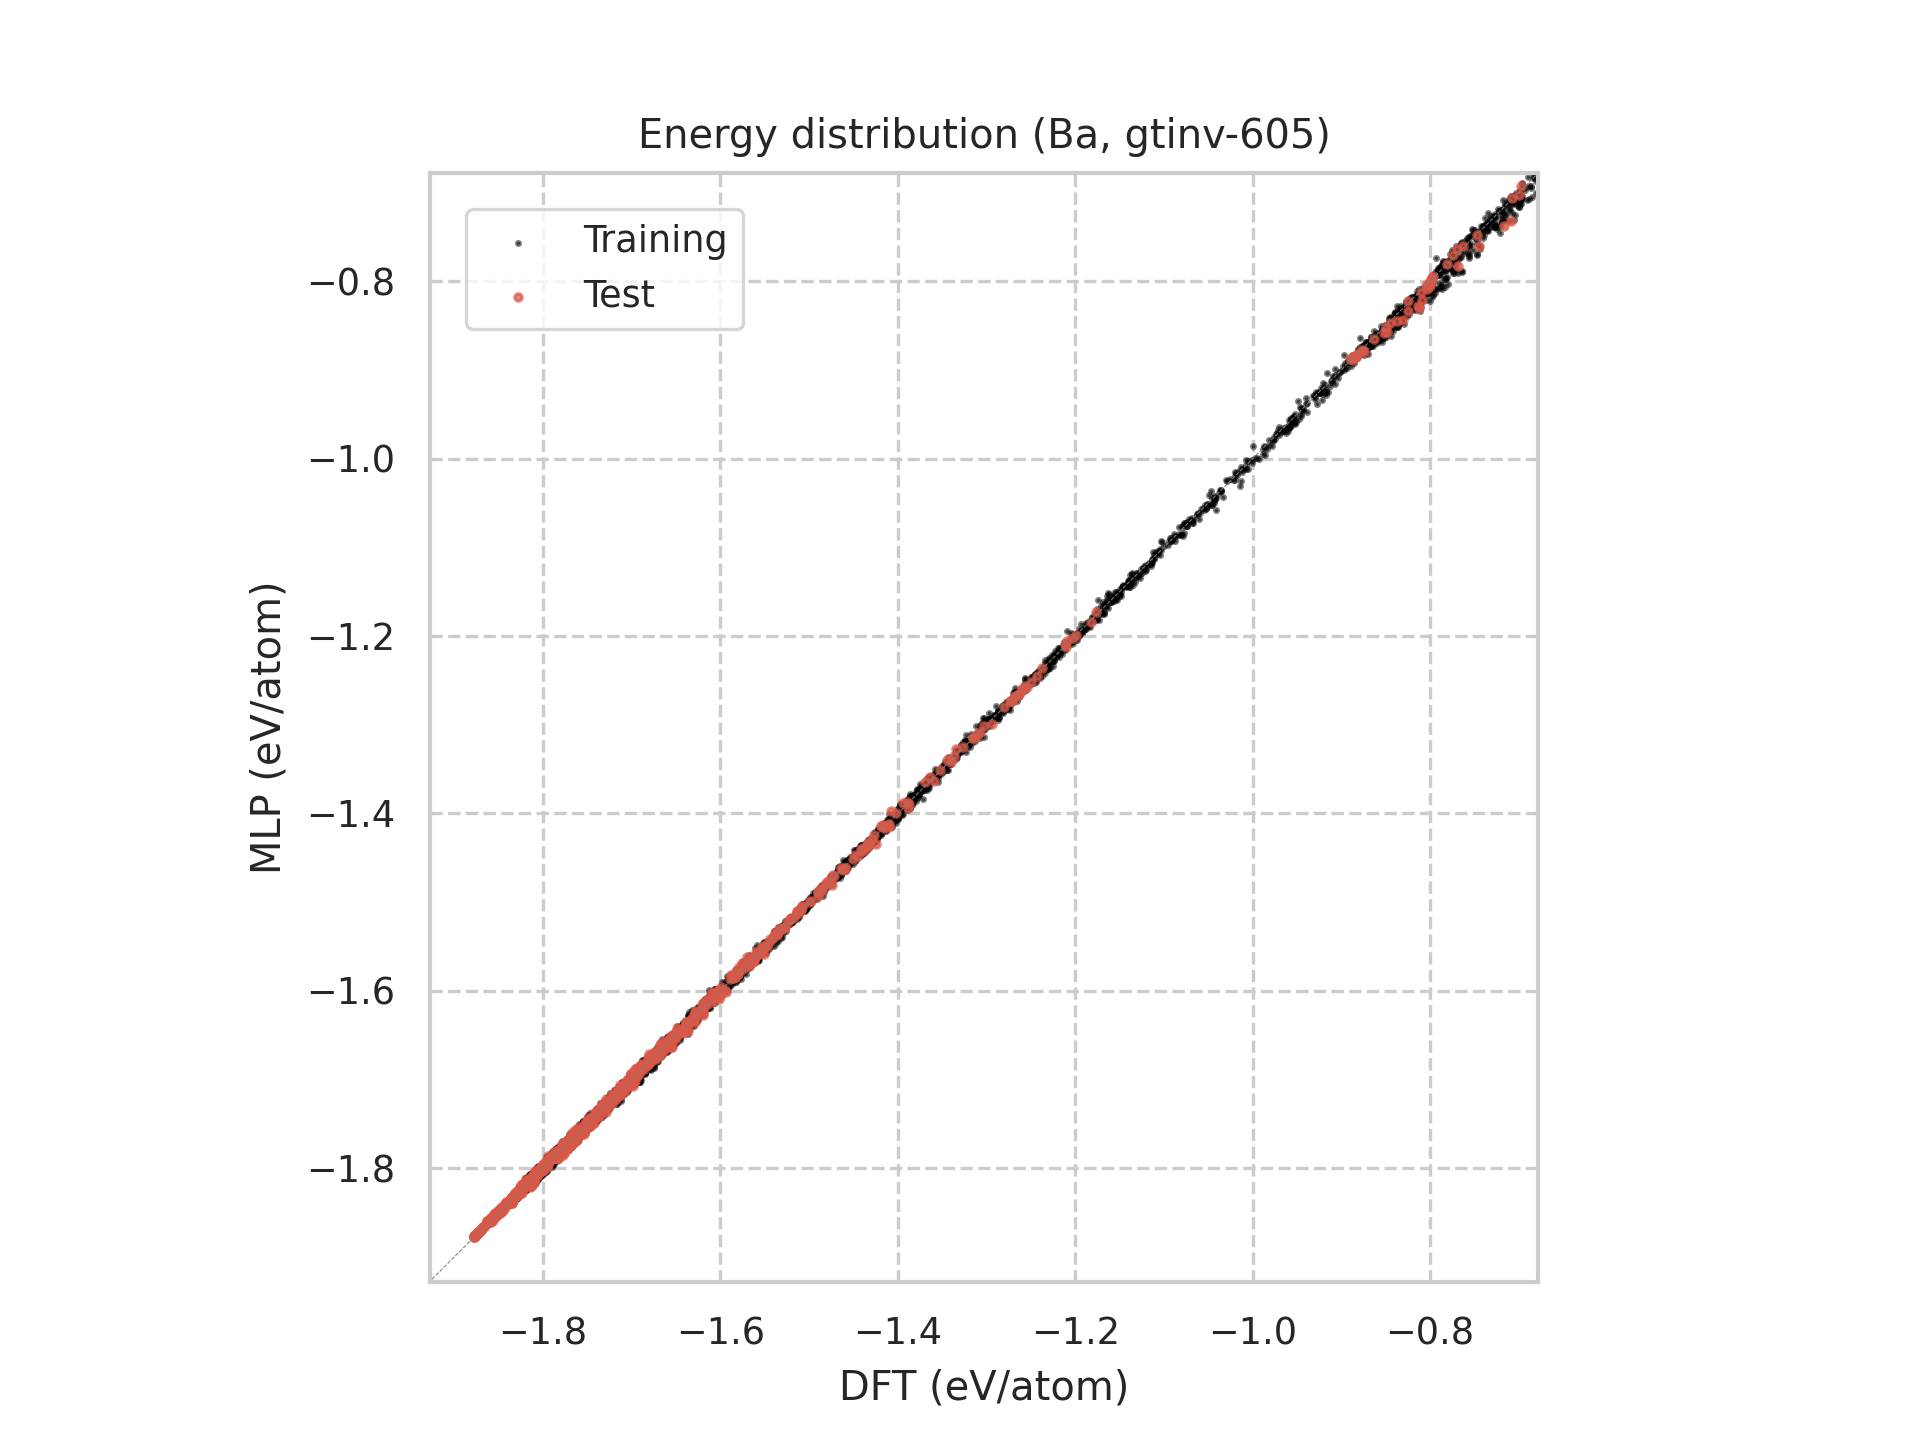 Energy distribution (Ba, gtinv-605)
Training
Test
MLP (eV/atom)
−0.8
−1.0
−1.2
−1.4
−1.6
−1.8
−1.8 −1.6 −1.4 −1.2 −1.0 −0.8
DFT (eV/atom)